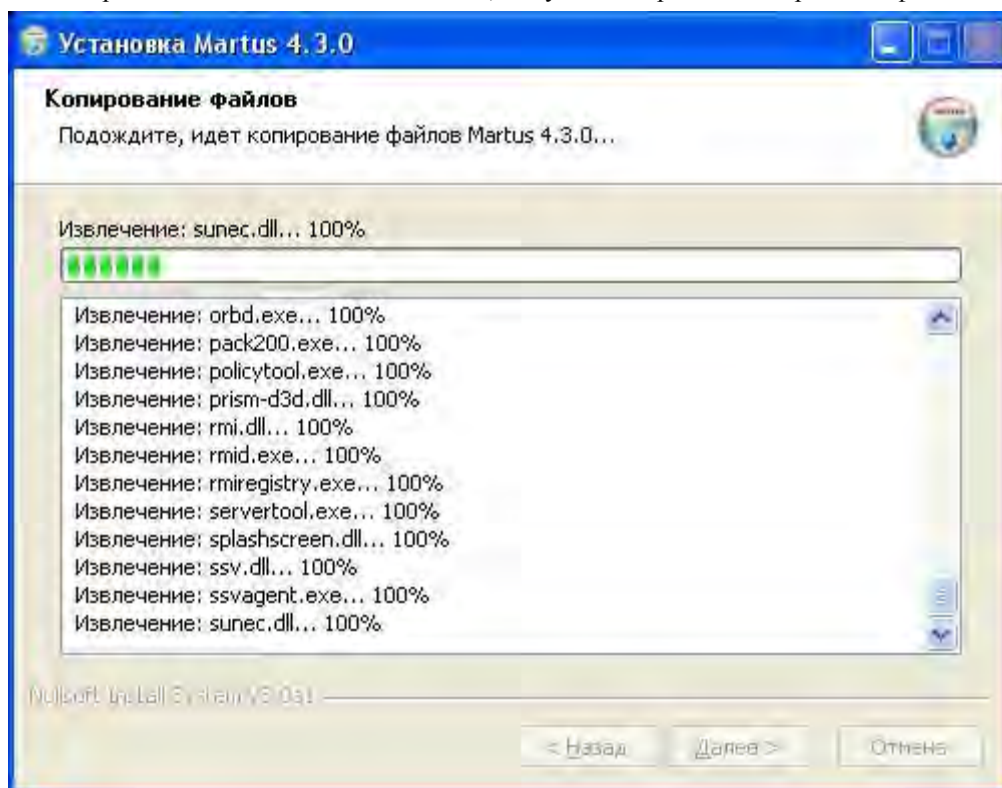 Установка Martus 4.3.0
Копирование файлов
Подождите, идет копирование файлов Martus 4.3.0...
Извлечение: sunec.dll... 100%
Извлечение: orbd.exe... 100%
Извлечение: pack200.exe... 100%
Извлечение: policytool.exe... 100%
Извлечение: prism-d3d.dll... 100%
Извлечение: rmi.dll... 100%
Извлечение: rmid.exe... 100%
Извлечение: rmiregistry.exe... 100%
Извлечение: servertool.exe... 100%
Извлечение: splashscreen.dll... 100%
Извлечение: ssv.dll... 100%
Извлечение: ssvagent.exe... 100%
Извлечение: sunec.dll... 100%
Nullsoft Install System
< Назад
Далее >
Отмена